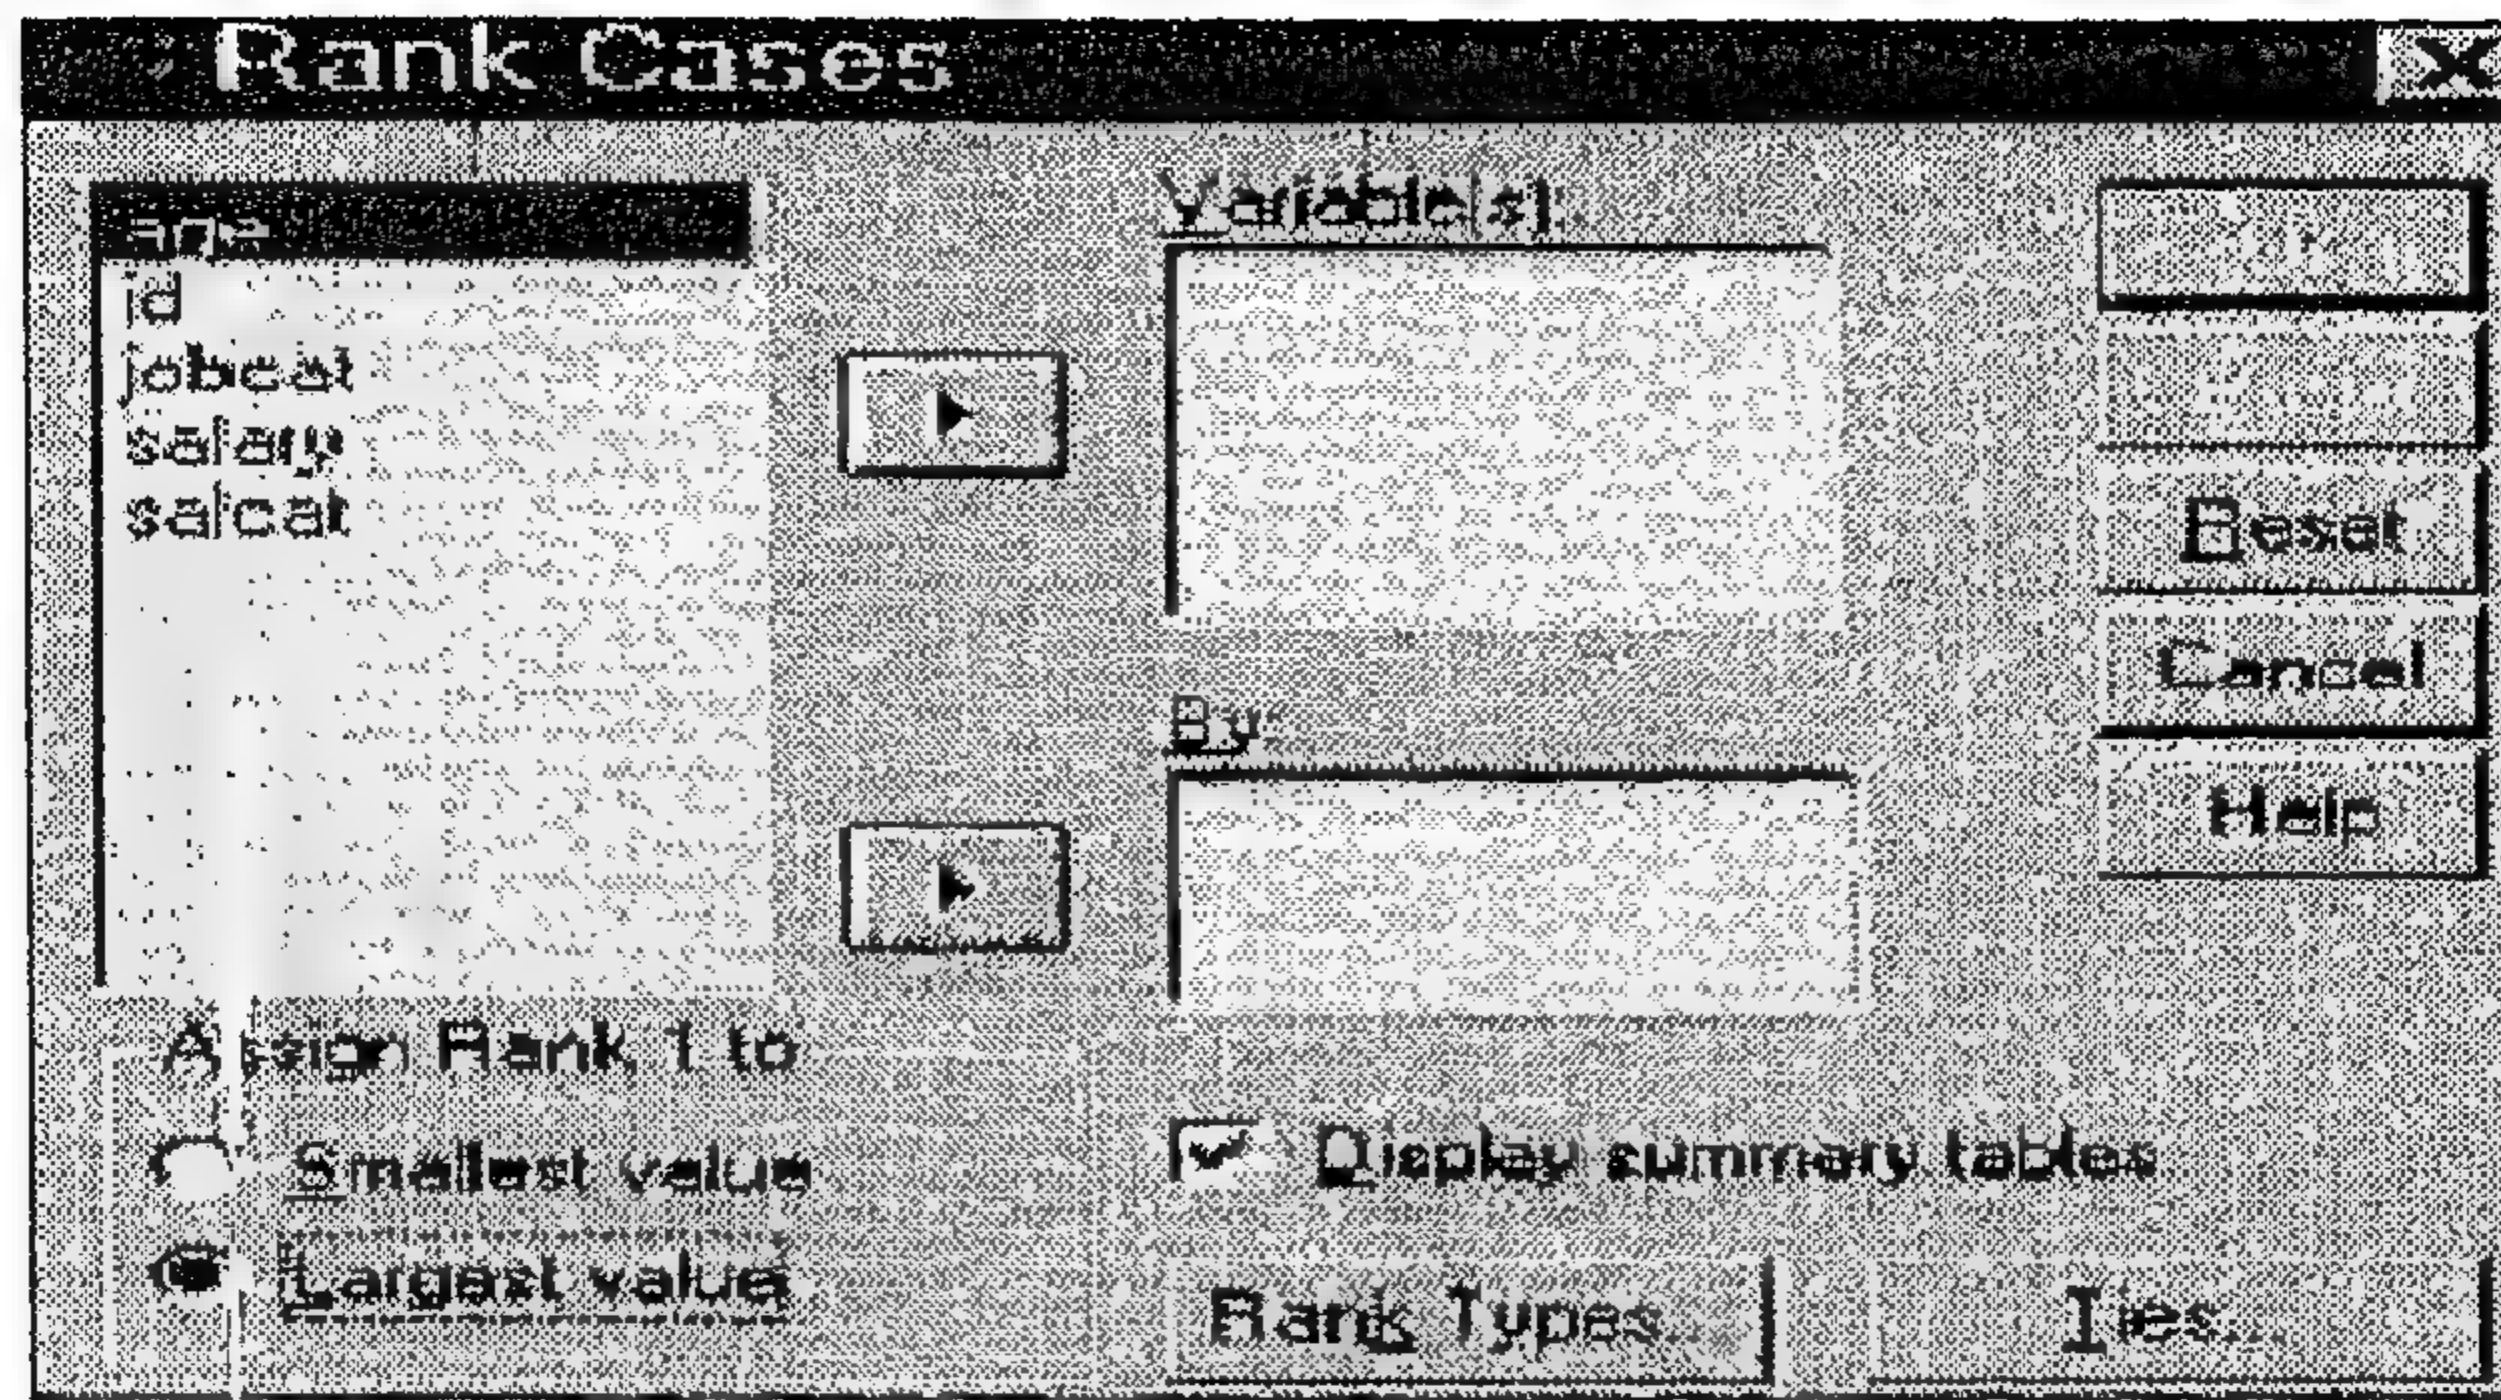 Rank Cases
age
id
jobcat
salary
salcat
Variable(s):
By:
Reset
Cancel
Help
Assign Rank 1 to
Smallest value
Largest value
Display summary tables
Rank Types...
Ties...